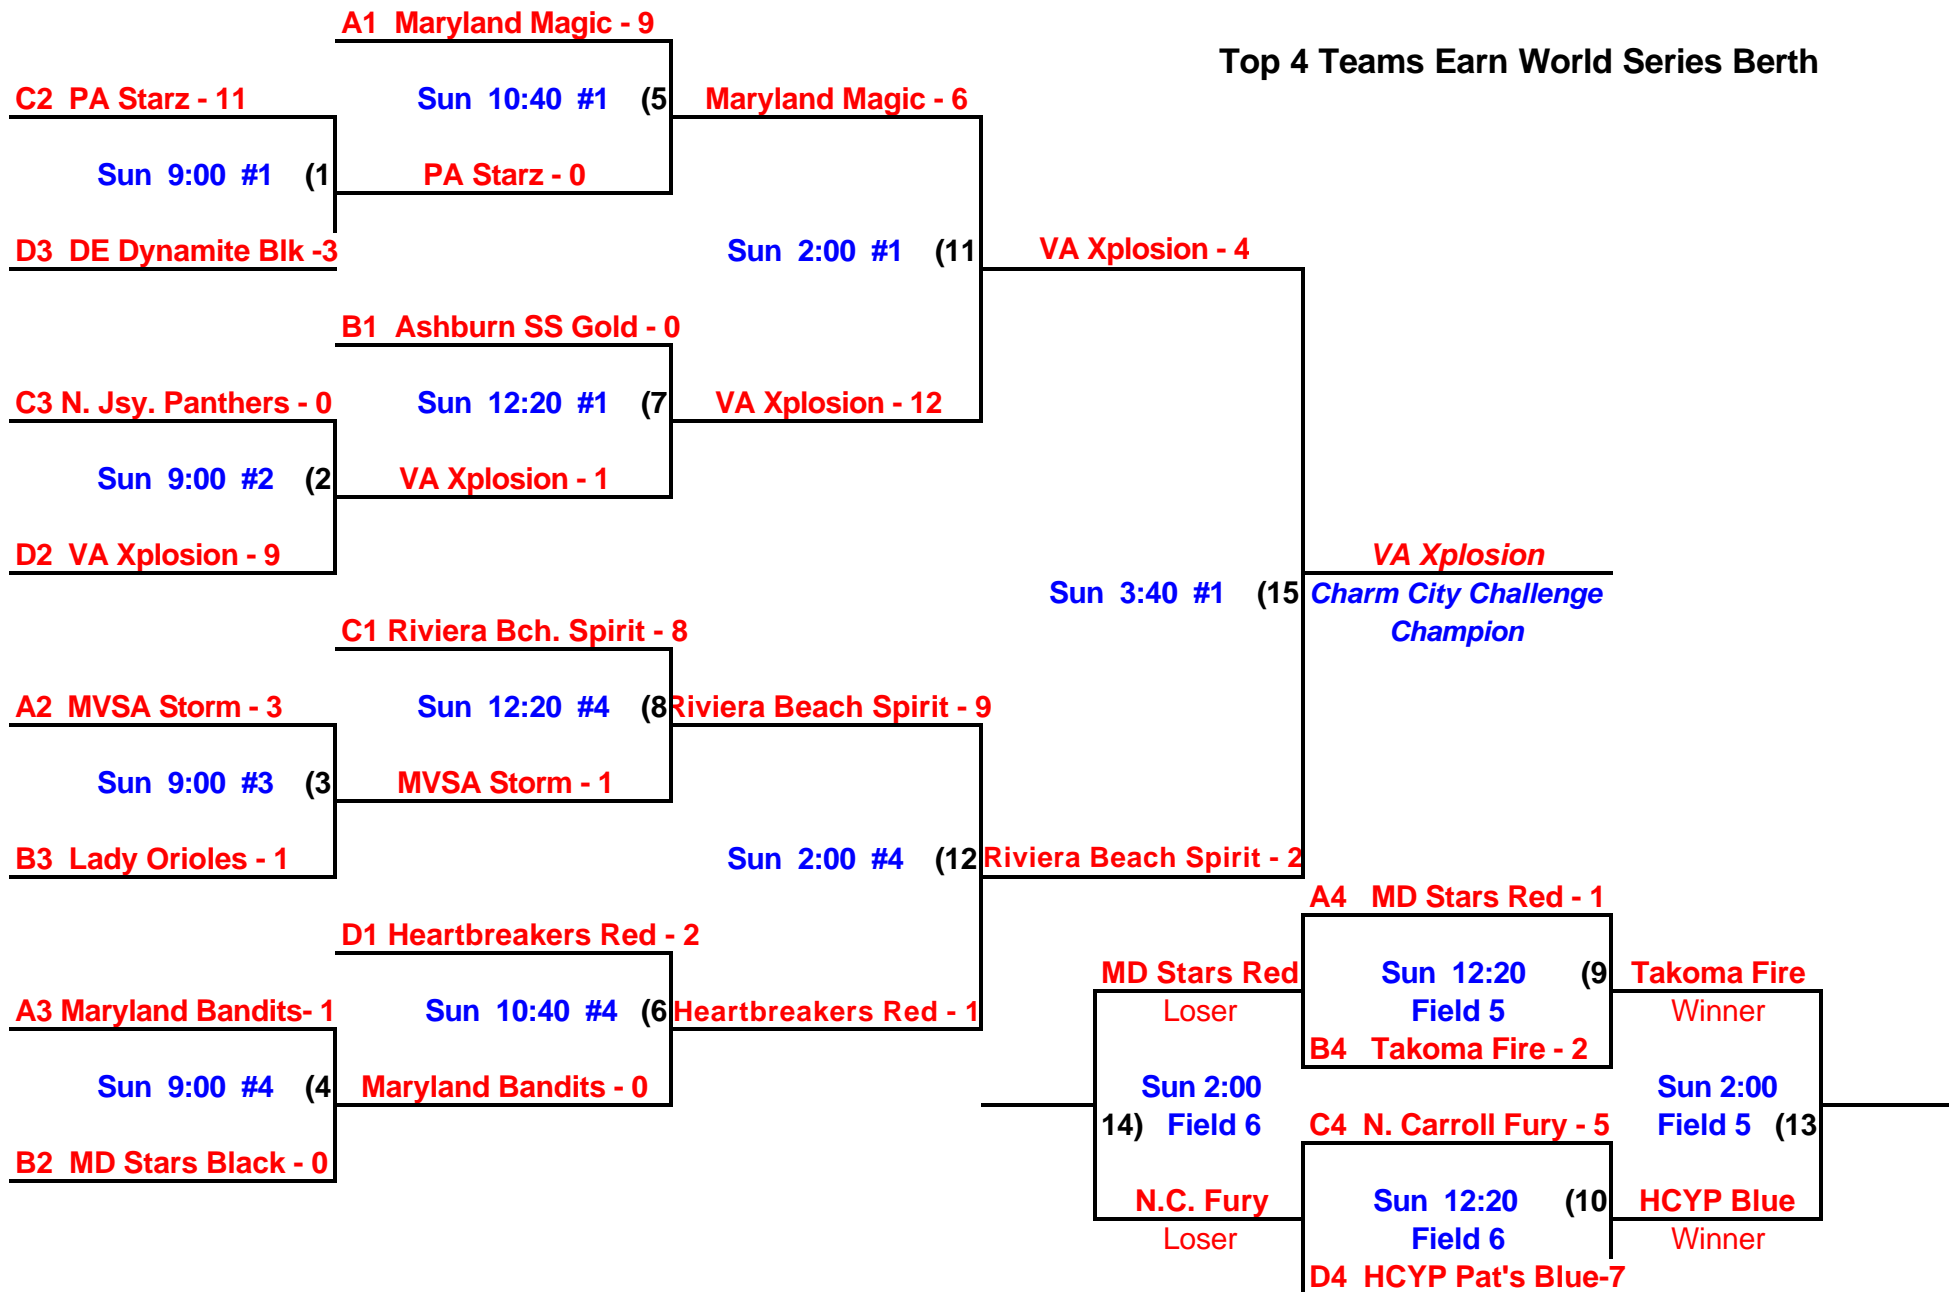 A1  Maryland Magic - 9
Top 4 Teams Earn World Series Berth
C2  PA Starz - 11
Sun  10:40  #1    (5
Maryland Magic - 6
Sun  9:00  #1    (1
PA Starz - 0
D3  DE Dynamite Blk -3
Sun  2:00  #1    (11
VA Xplosion - 4
B1  Ashburn SS Gold - 0
C3 N. Jsy. Panthers - 0
Sun  12:20  #1    (7
VA Xplosion - 12
Sun  9:00  #2    (2
VA Xplosion - 1
D2  VA Xplosion - 9
VA Xplosion
Sun  3:40  #1    (15
Charm City Challenge
Champion
C1 Riviera Bch. Spirit - 8
A2  MVSA Storm - 3
Sun  12:20  #4    (8
Riviera Beach Spirit - 9
Sun  9:00  #3    (3
MVSA Storm - 1
B3  Lady Orioles - 1
Sun  2:00  #4    (12
Riviera Beach Spirit - 2
A4   MD Stars Red - 1
D1 Heartbreakers Red - 2
MD Stars Red
Loser
Sun  12:20    (9
Field 5
Takoma Fire
Winner
A3 Maryland Bandits- 1
Sun  10:40  #4    (6
Heartbreakers Red - 1
B4   Takoma Fire - 2
Sun  9:00  #4    (4
Maryland Bandits - 0
Sun 2:00
14)   Field 6
Sun 2:00
Field 5   (13
C4  N. Carroll Fury - 5
B2  MD Stars Black - 0
N.C. Fury
Loser
Sun  12:20    (10
Field 6
HCYP Blue
Winner
D4  HCYP Pat's Blue-7